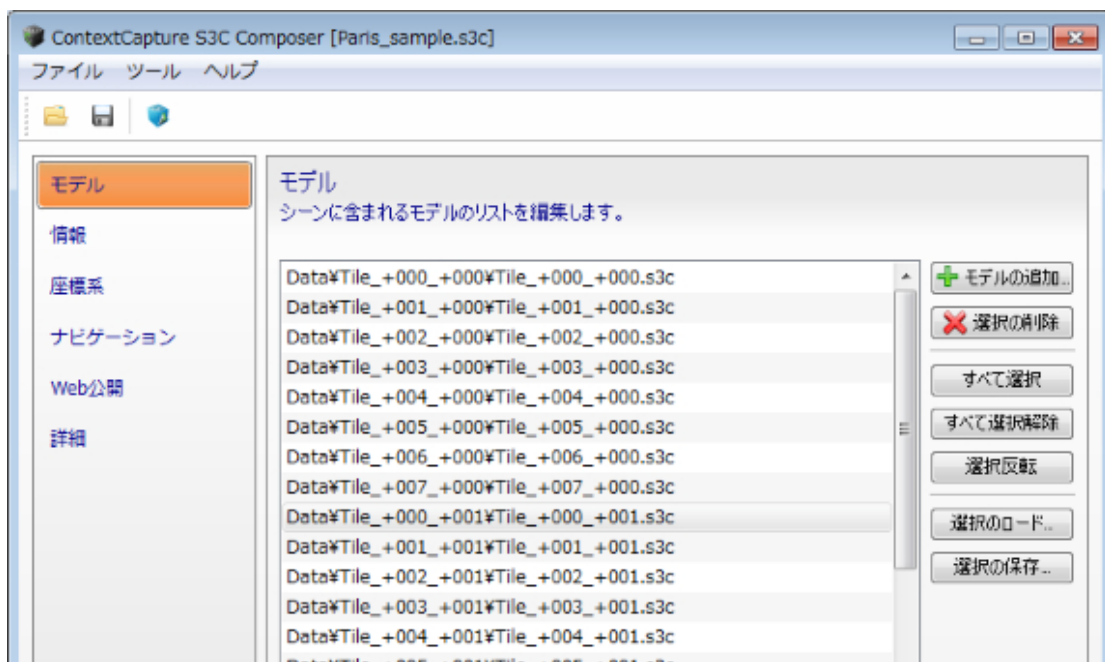 ContextCapture S3C Composer [Paris_sample.s3c]
ファイル ツール ヘルプ
モデル
情報
座標系
ナビゲーション
Web公開
詳細
モデル
シーンに含まれるモデルのリストを編集します。
Data¥Tile_+000_+000¥Tile_+000_+000.s3c
Data¥Tile_+001_+000¥Tile_+001_+000.s3c
Data¥Tile_+002_+000¥Tile_+002_+000.s3c
Data¥Tile_+003_+000¥Tile_+003_+000.s3c
Data¥Tile_+004_+000¥Tile_+004_+000.s3c
Data¥Tile_+005_+000¥Tile_+005_+000.s3c
Data¥Tile_+006_+000¥Tile_+006_+000.s3c
Data¥Tile_+007_+000¥Tile_+007_+000.s3c
Data¥Tile_+000_+001¥Tile_+000_+001.s3c
Data¥Tile_+001_+001¥Tile_+001_+001.s3c
Data¥Tile_+002_+001¥Tile_+002_+001.s3c
Data¥Tile_+003_+001¥Tile_+003_+001.s3c
Data¥Tile_+004_+001¥Tile_+004_+001.s3c
モデルの追加...
選択の削除
すべて選択
すべて選択解除
選択反転
選択のロード...
選択の保存...